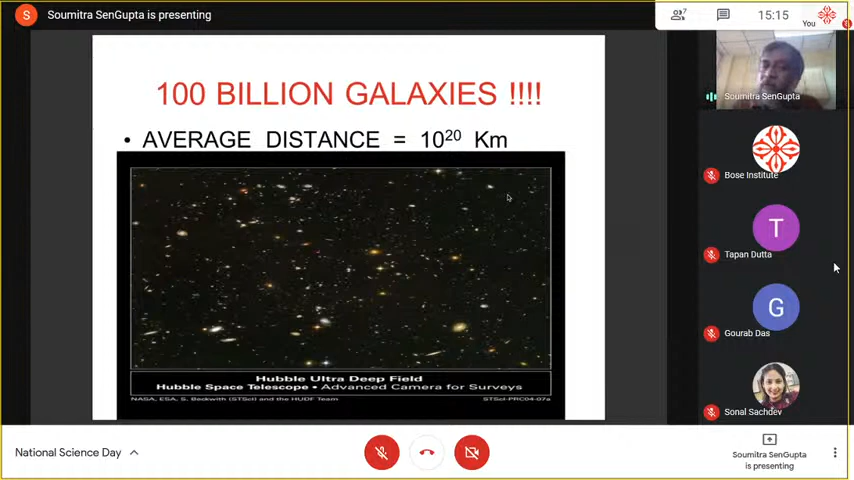 S Soumitra SenGupta is presenting
7
15:15
You
100 BILLION GALAXIES !!!!
• AVERAGE DISTANCE = 10²⁰ Km
Hubble Ultra Deep Field
Hubble Space Telescope • Advanced Camera for Surveys
NASA, ESA, S. Beckwith (STScI) and the HUDF Team
STScI-PRC04-07a
Soumitra SenGupta
Bose Institute
T
Tapan Dutta
G
Gourab Das
Sonal Sachdev
National Science Day
Soumitra SenGupta
is presenting